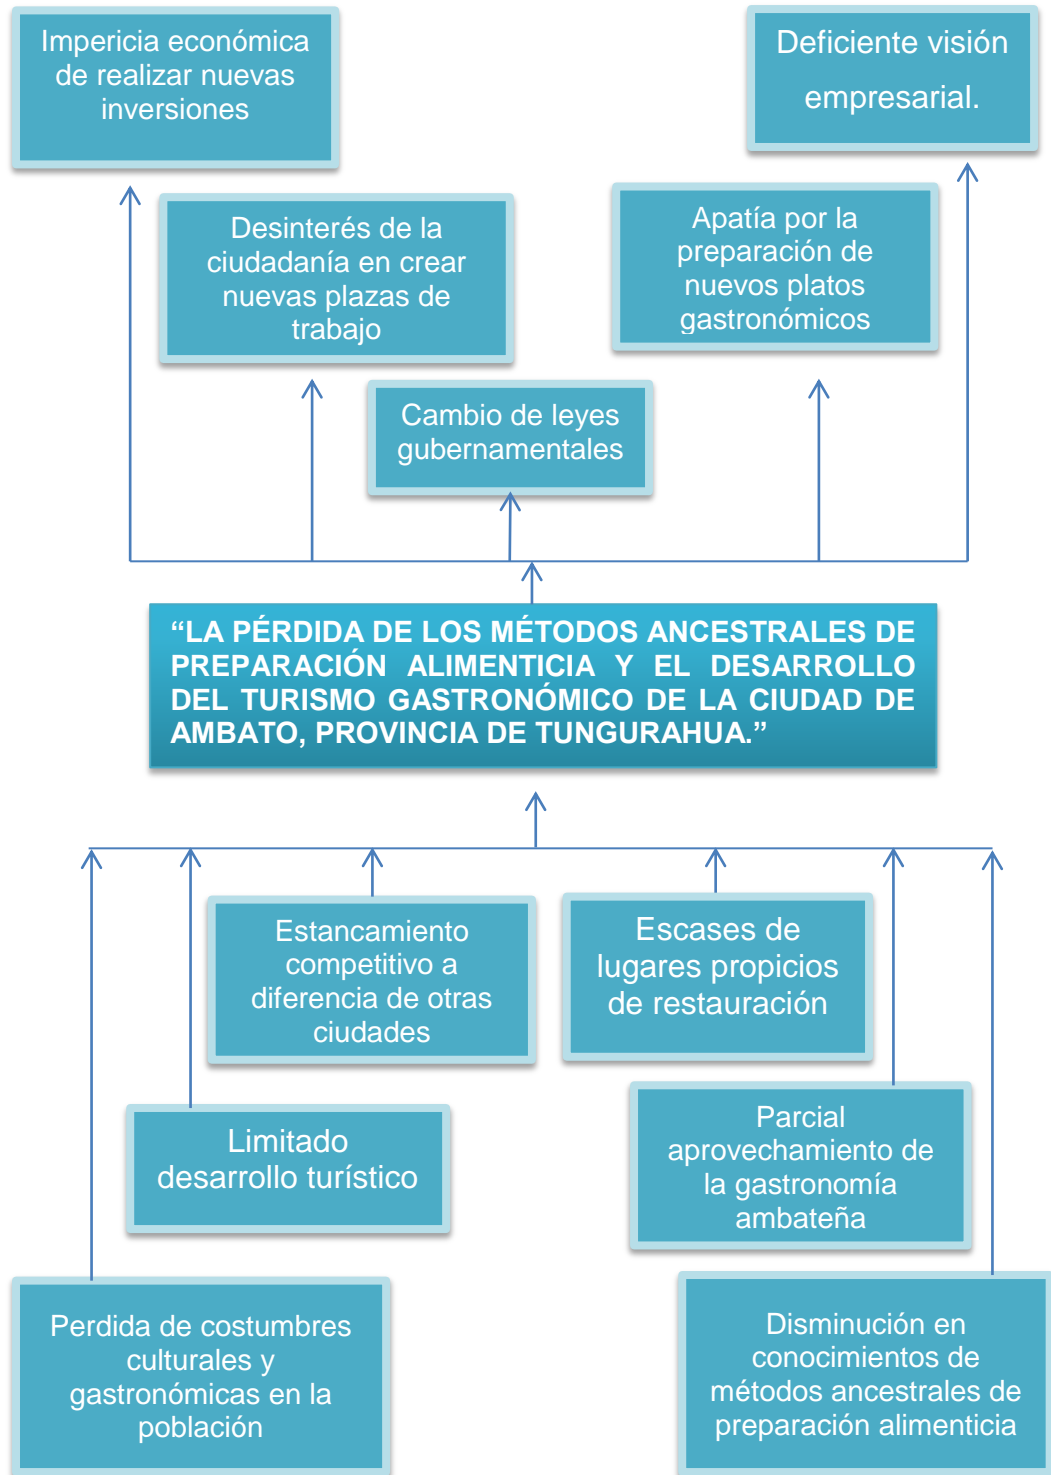 Impericia económica
de realizar nuevas
inversiones
Deficiente visión
empresarial.
Desinterés de la
ciudadanía en crear
nuevas plazas de
trabajo
Apatía por la
preparación de
nuevos platos
gastronómicos
Cambio de leyes
gubernamentales
“LA PÉRDIDA DE LOS MÉTODOS ANCESTRALES DE
PREPARACIÓN ALIMENTICIA Y EL DESARROLLO
DEL TURISMO GASTRONÓMICO DE LA CIUDAD DE
AMBATO, PROVINCIA DE TUNGURAHUA.”
Estancamiento
competitivo a
diferencia de otras
ciudades
Escases de
lugares propicios
de restauración
Limitado
desarrollo turístico
Parcial
aprovechamiento de
la gastronomía
ambateña
Perdida de costumbres
culturales y
gastronómicas en la
población
Disminución en
conocimientos de
métodos ancestrales de
preparación alimenticia